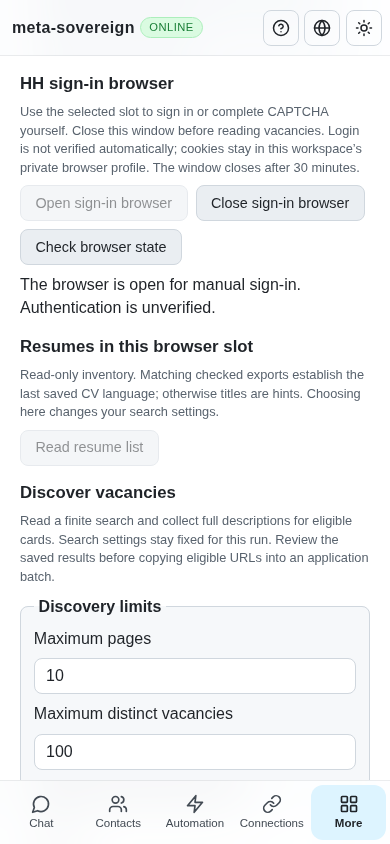 meta-sovereign ONLINE
HH sign-in browser
Use the selected slot to sign in or complete CAPTCHA
yourself. Close this window before reading vacancies. Login
is not verified automatically; cookies stay in this workspace's
private browser profile. The window closes after 30 minutes.
Open sign-in browser Close sign-in browser
Check browser state
The browser is open for manual sign-in.
Authentication is unverified.
Resumes in this browser slot
Read-only inventory. Matching checked exports establish the
last saved CV language; otherwise titles are hints. Choosing
here changes your search settings.
Read resume list
Discover vacancies
Read a finite search and collect full descriptions for eligible
cards. Search settings stay fixed for this run. Review the
saved results before copying eligible URLs into an application
batch.
Discovery limits
Maximum pages
10
Maximum distinct vacancies
100
Chat Contacts Automation Connections More